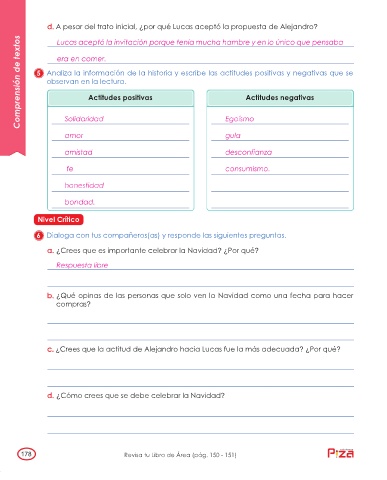 Comprensión de textos
d. A pesar del trato inicial, ¿por qué Lucas aceptó la propuesta de Alejandro?
Lucas aceptó la invitación porque tenía mucha hambre y en lo único que pensaba
era en comer.
5 Analiza la información de la historia y escribe las actitudes positivas y negativas que se
observan en la lectura.
Actitudes positivas Actitudes negativas
Solidaridad Egoísmo
amor gula
amistad desconfianza
fe consumismo.
honestidad
bondad.
Nivel Crítico
6 Dialoga con tus compañeros(as) y responde las siguientes preguntas.
a. ¿Crees que es importante celebrar la Navidad? ¿Por qué?
Respuesta libre
b. ¿Qué opinas de las personas que solo ven la Navidad como una fecha para hacer
compras?
c. ¿Crees que la actitud de Alejandro hacia Lucas fue la más adecuada? ¿Por qué?
d. ¿Cómo crees que se debe celebrar la Navidad?
178 Revisa tu Libro de Área (pág. 150 - 151)